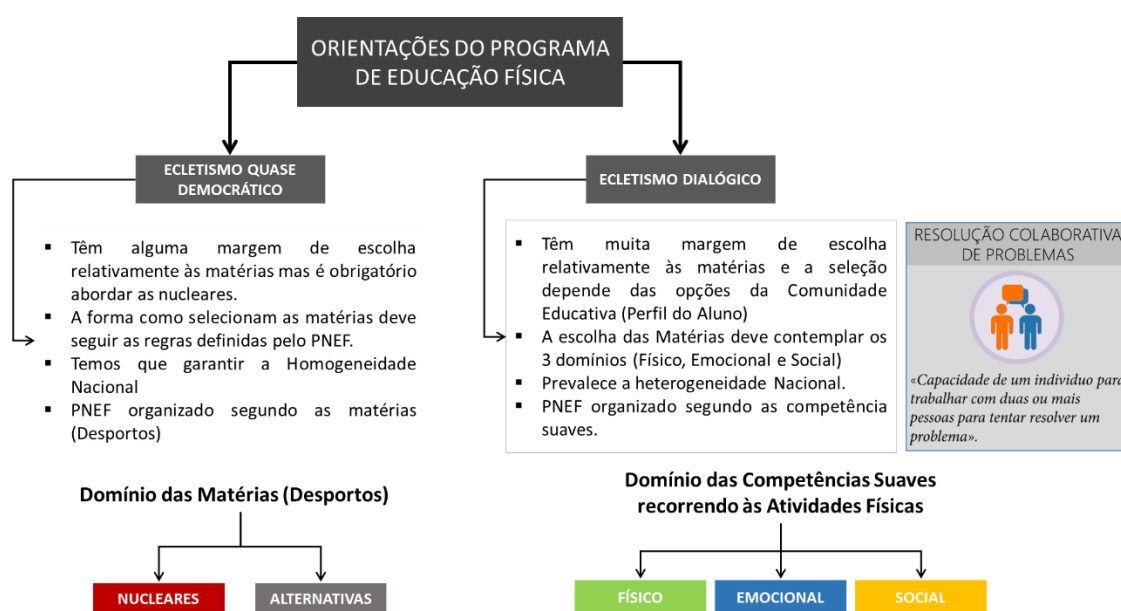 ORIENTAÇÕES DO PROGRAMA
DE EDUCAÇÃO FÍSICA
ECLETISMO QUASE
DEMOCRÁTICO
▪ Têm alguma margem de escolha
relativamente às matérias mas é obrigatório
abordar as nucleares.
▪ A forma como selecionam as matérias deve
seguir as regras definidas pelo PNEF.
▪ Temos que garantir a Homogeneidade
Nacional
▪ PNEF organizado segundo as matérias
(Desportos)
Domínio das Matérias (Desportos)
NUCLEARES
ALTERNATIVAS
ECLETISMO DIALÓGICO
▪ Têm muita margem de escolha
relativamente às matérias e a seleção
depende das opções da Comunidade
Educativa (Perfil do Aluno)
▪ A escolha das Matérias deve contemplar os
3 domínios (Físico, Emocional e Social)
▪ Prevalece a heterogeneidade Nacional.
▪ PNEF organizado segundo as competência
suaves.
RESOLUÇÃO COLABORATIVA
DE PROBLEMAS
«Capacidade de um individuo para
trabalhar com duas ou mais
pessoas para tentar resolver um
problema».
Domínio das Competências Suaves
recorrendo às Atividades Físicas
FÍSICO
EMOCIONAL
SOCIAL